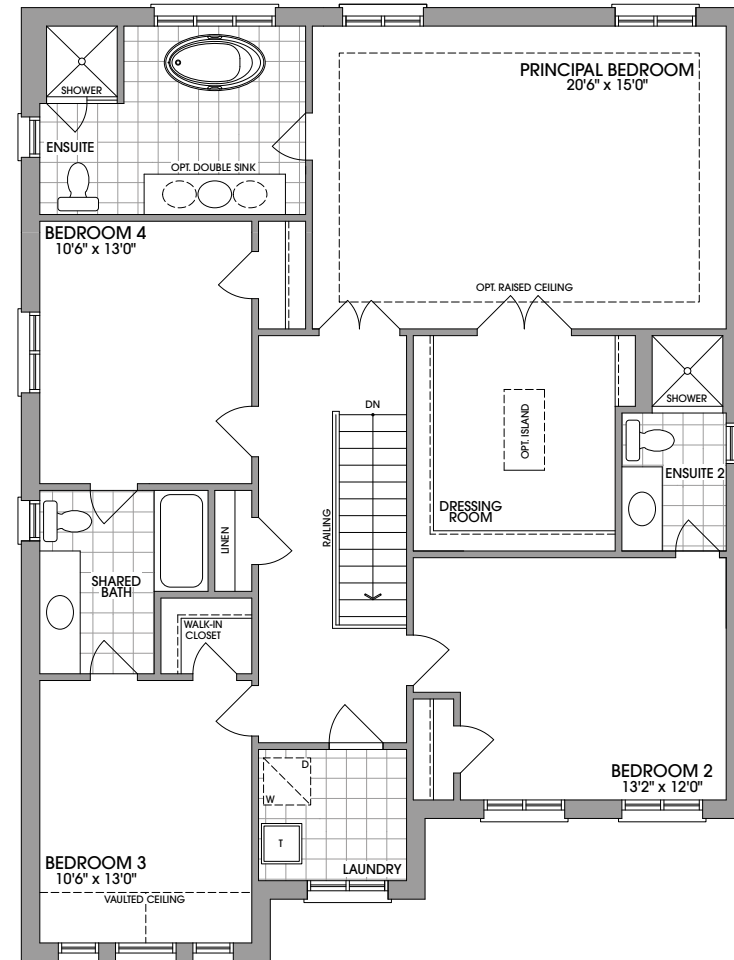 SHOWER
PRINCIPAL BEDROOM
20'6" x 15'0"
ENSUITE
OPT. DOUBLE SINK
BEDROOM 4
10'6" x 13'0"
OPT. RAISED CEILING
SHOWER
DN
OPT. ISLAND
ENSUITE 2
DRESSING
ROOM
RAILING
LINEN
SHARED
BATH
WALK-IN
CLOSET
BEDROOM 2
13'2" x 12'0"
D
W
T
LAUNDRY
BEDROOM 3
10'6" x 13'0"
VAULTED CEILING